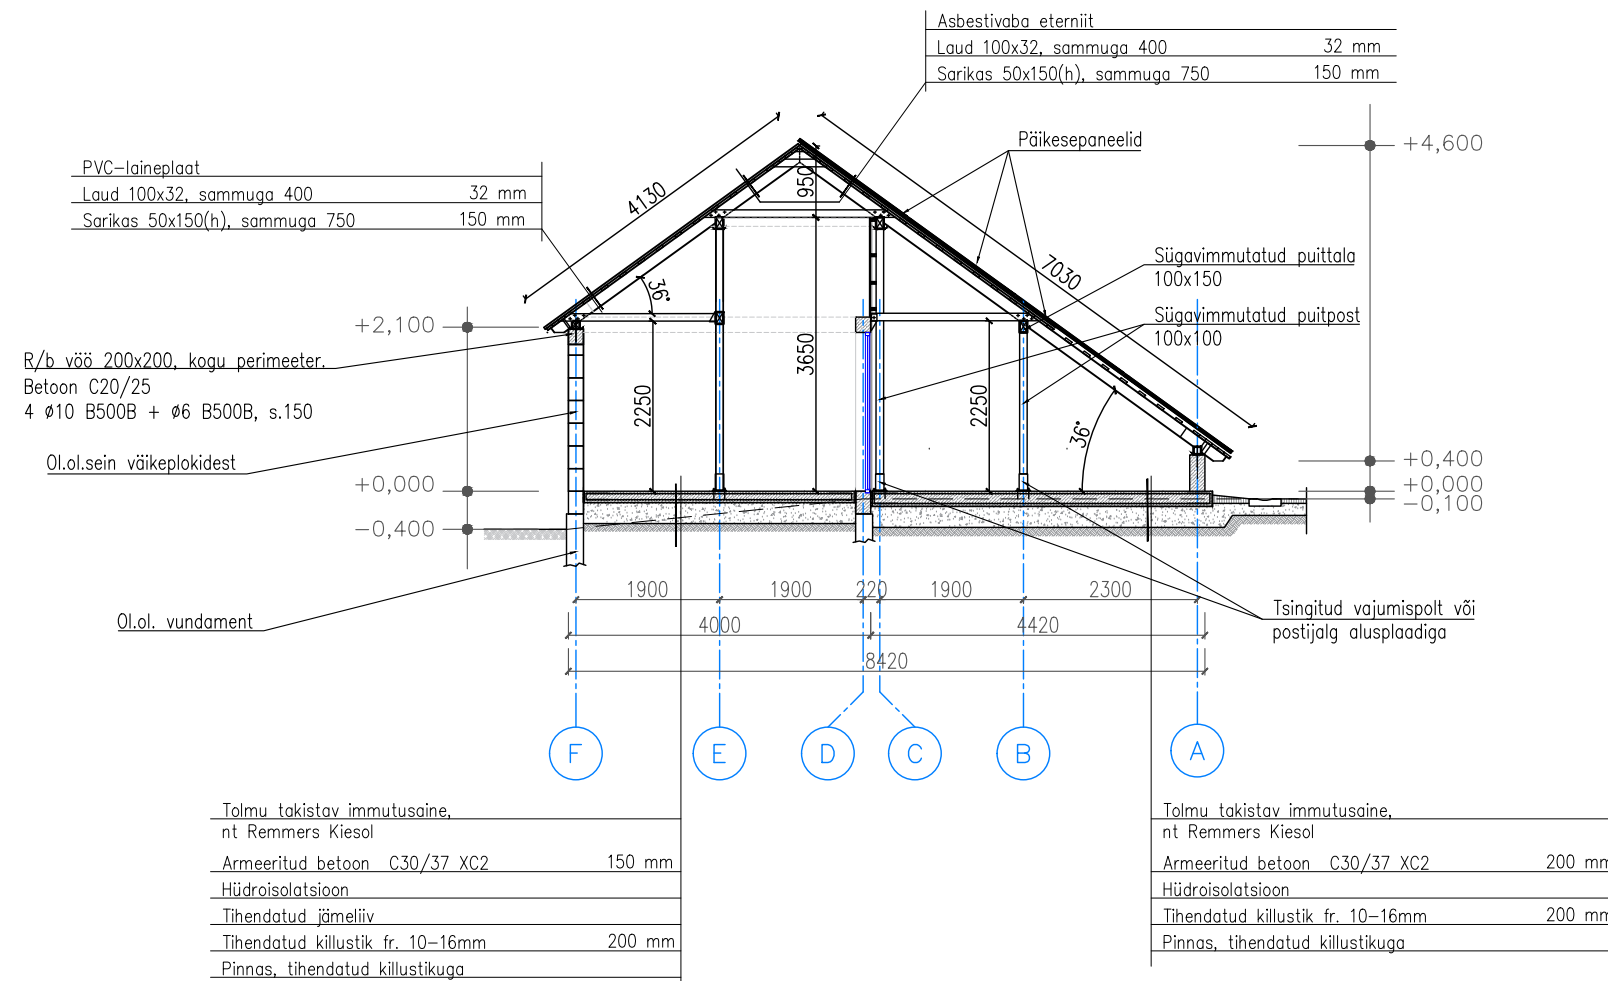 Asbestivaba eterniit
Laud 100x32, sammuga 400 32 mm
Sarikas 50x150(h), sammuga 750 150 mm
PVC-laineplaat
Laud 100x32, sammuga 400 32 mm
Sarikas 50x150(h), sammuga 750 150 mm
Päikesepaneelid
+4,600
4130
950
7030
36°
Sügavimmutatud puittala
100x150
Sügavimmutatud puitpost
100x100
+2,100
R/b vöö 200x200, kogu perimeeter.
Betoon C20/25
4 ø10 B500B + ø6 B500B, s.150
3650
2250
2250
36°
Ol.ol.sein väikeplokidest
+0,000
-0,400
+0,400
+0,000
-0,100
1900
1900
220
1900
2300
4000
4420
8420
Ol.ol. vundament
Tsingitud vajumispolt või
postijalg alusplaadiga
F
E
D
C
B
A
Tolmu takistav immutusaine,
nt Remmers Kiesol
Armeeritud betoon C30/37 XC2 150 mm
Hüdroisolatsioon
Tihendatud jämeliiv
Tihendatud killustik fr. 10-16mm 200 mm
Pinnas, tihendatud killustikuga
Tolmu takistav immutusaine,
nt Remmers Kiesol
Armeeritud betoon C30/37 XC2 200 mm
Hüdroisolatsioon
Tihendatud killustik fr. 10-16mm 200 mm
Pinnas, tihendatud killustikuga